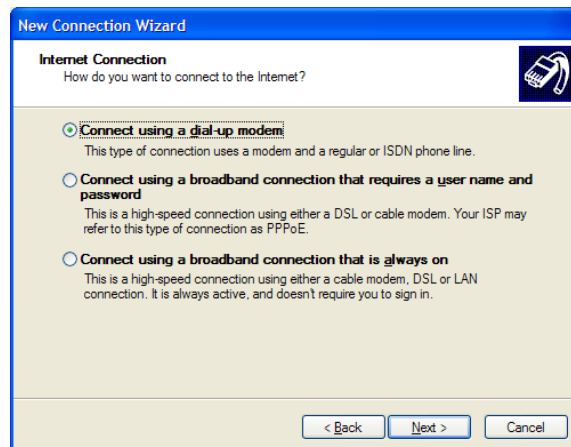 New Connection Wizard
Internet Connection
How do you want to connect to the Internet?
Connect using a dial-up modem
This type of connection uses a modem and a regular or ISDN phone line.
Connect using a broadband connection that requires a user name and
password
This is a high-speed connection using either a DSL or cable modem. Your ISP may
refer to this type of connection as PPPoE.
Connect using a broadband connection that is always on
This is a high-speed connection using either a cable modem, DSL or LAN
connection. It is always active, and doesn't require you to sign in.
< Back Next > Cancel